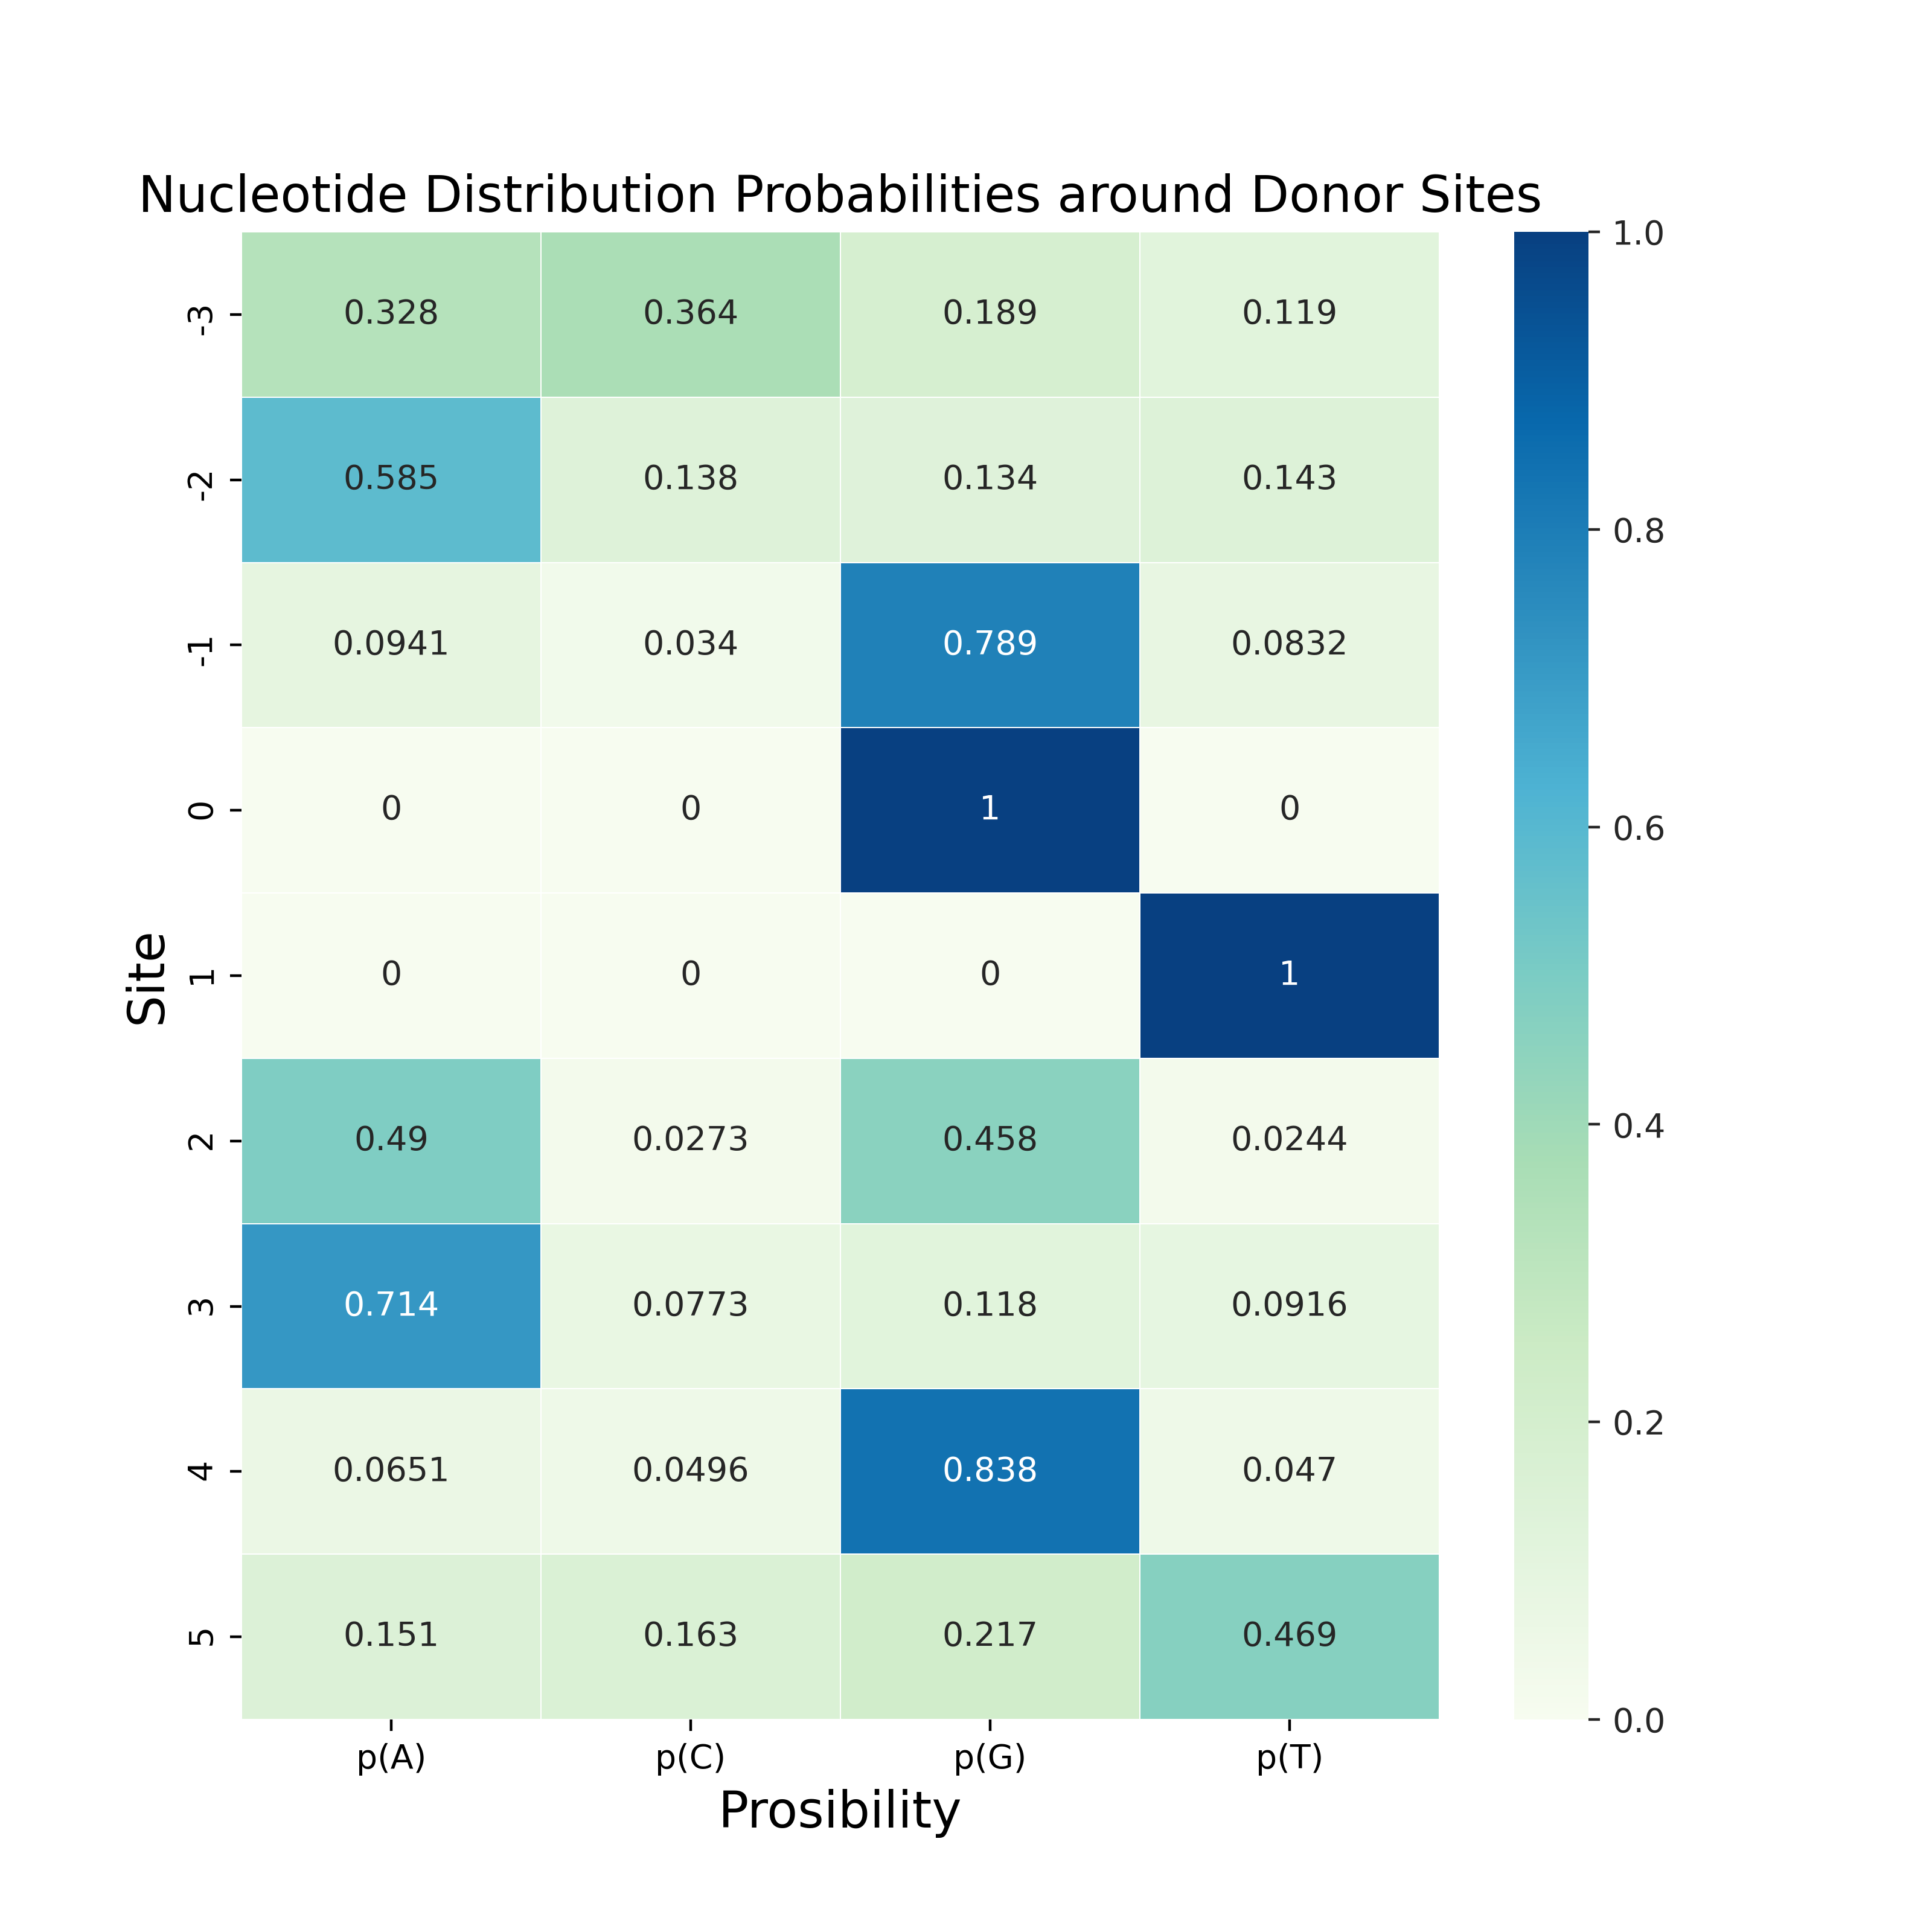 Nucleotide Distribution Probabilities around Donor Sites
1.0
-3 0.328 0.364 0.189 0.119
-2 0.585 0.138 0.134 0.143
0.8
-1 0.0941 0.034 0.789 0.0832
0 0 0 1 0
0.6
Site
1 0 0 0 1
2 0.49 0.0273 0.458 0.0244
0.4
3 0.714 0.0773 0.118 0.0916
0.2
4 0.0651 0.0496 0.838 0.047
5 0.151 0.163 0.217 0.469
0.0
p(A) p(C) p(G) p(T)
Prosibility